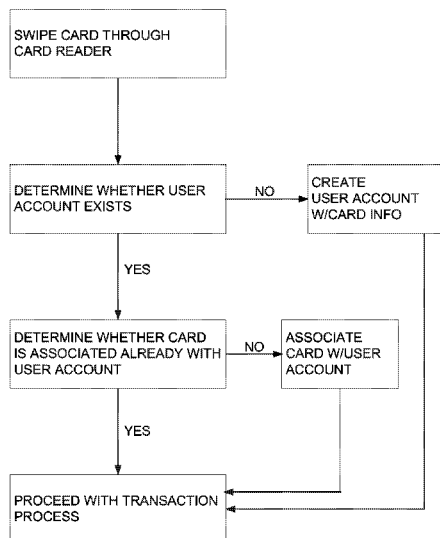 SWIPE CARD THROUGH
CARD READER
DETERMINE WHETHER USER
ACCOUNT EXISTS
NO
CREATE
USER ACCOUNT
W/CARD INFO
YES
DETERMINE WHETHER CARD
IS ASSOCIATED ALREADY WITH
USER ACCOUNT
NO
ASSOCIATE
CARD W/USER
ACCOUNT
YES
PROCEED WITH TRANSACTION
PROCESS